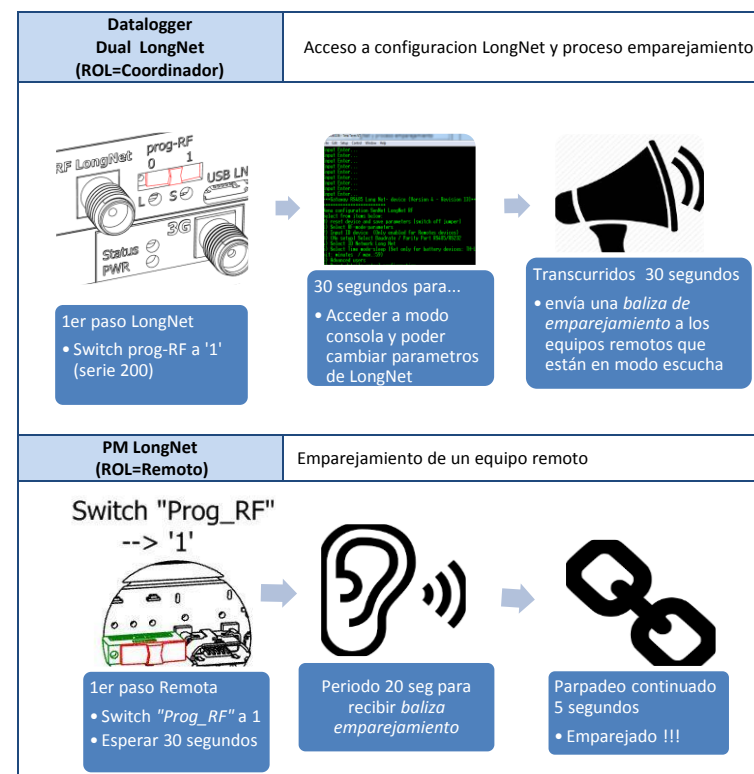 Datalogger
Dual LongNet
(ROL=Coordinador)
Acceso a configuracion LongNet y proceso emparejamiento
RF LongNet
prog-RF
0 1
USB LN
L S
3G
Status
PWR
1er paso LongNet
• Switch prog-RF a '1'
(serie 200)
30 segundos para...
• Acceder a modo
consola y poder
cambiar parametros
de LongNet
Transcurridos 30 segundos
• envía una baliza de
emparejamiento a los
equipos remotos que
están en modo escucha
PM LongNet
(ROL=Remoto)
Emparejamiento de un equipo remoto
Switch "Prog_RF"
--> '1'
1er paso Remota
• Switch "Prog_RF" a 1
• Esperar 30 segundos
Periodo 20 seg para
recibir baliza
emparejamiento
Parpadeo continuado
5 segundos
• Emparejado !!!